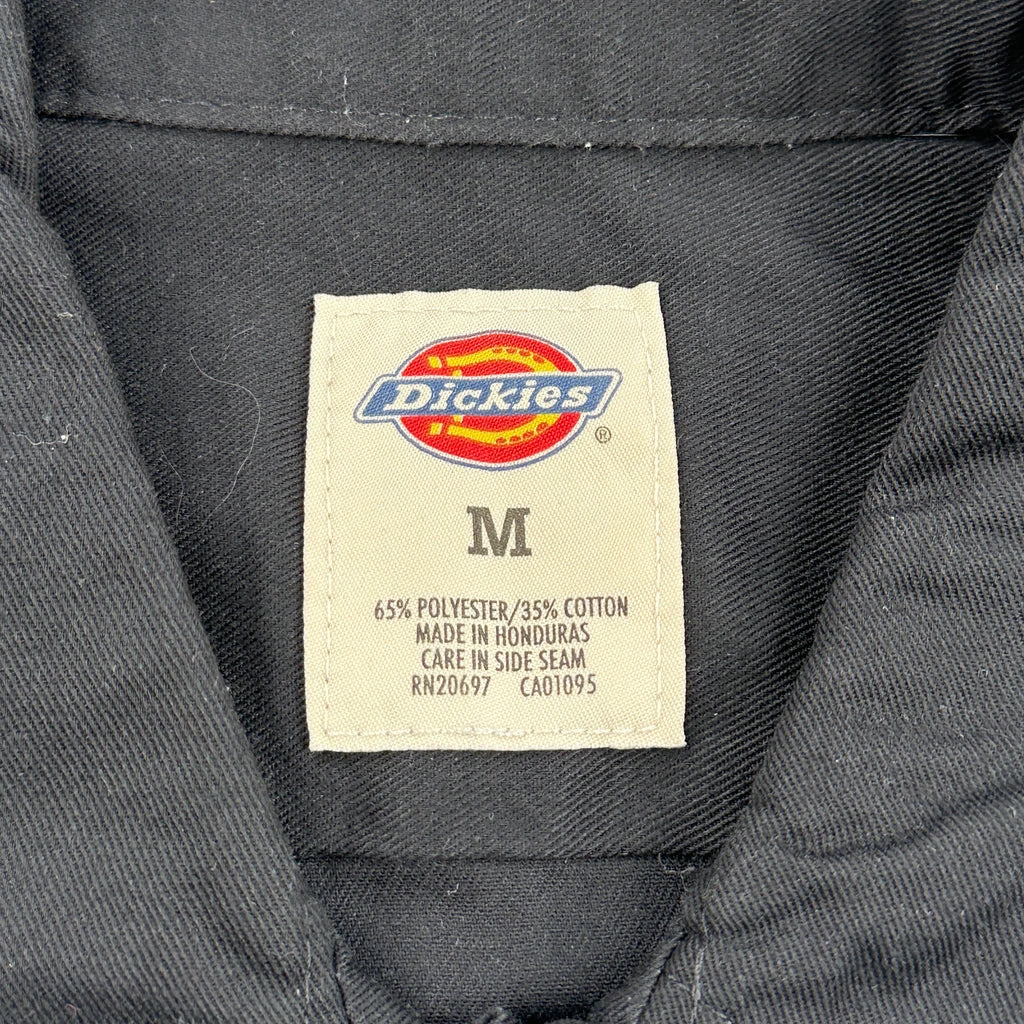 Dickies
®
M
65% POLYESTER/35% COTTON
MADE IN HONDURAS
CARE IN SIDE SEAM
RN20697 CA01095